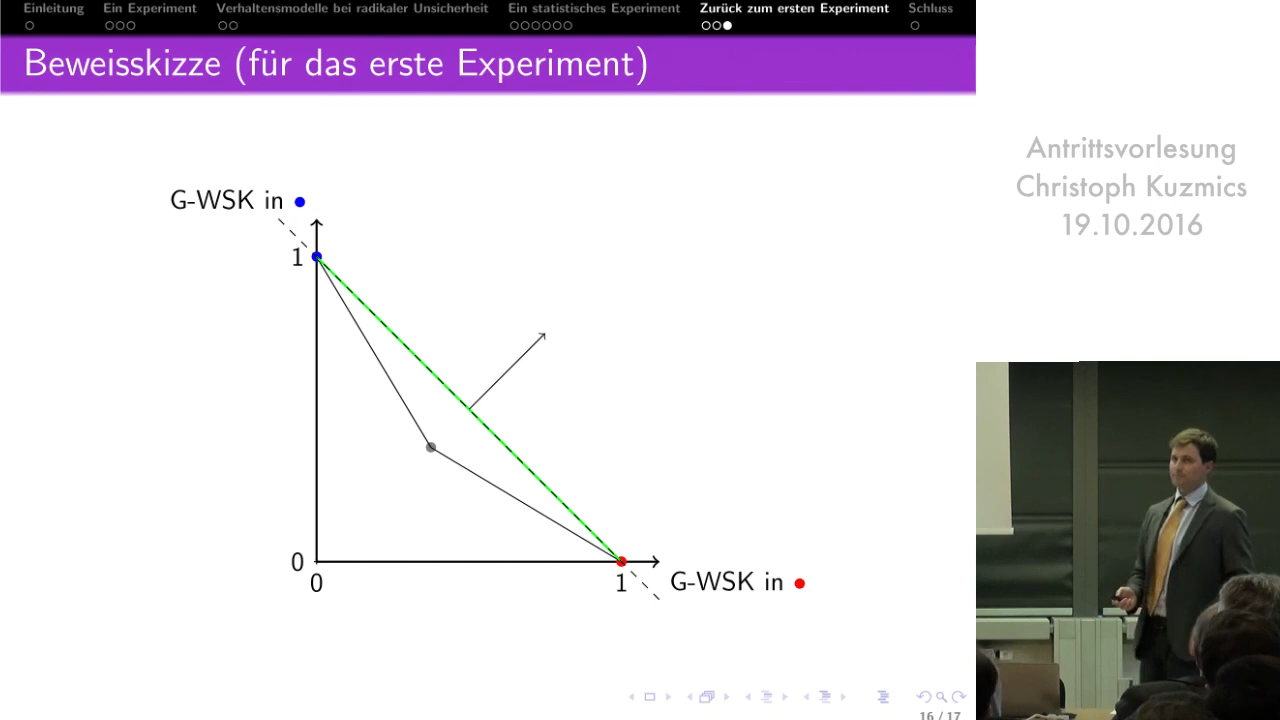 Einleitung Ein Experiment Verhaltensmodelle bei radikaler Unsicherheit Ein statistisches Experiment Zurück zum ersten Experiment Schluss
Beweisskizze (für das erste Experiment)
Antrittsvorlesung
Christoph Kuzmics
19.10.2016
G-WSK in
1
0
0 1
G-WSK in
16 / 17